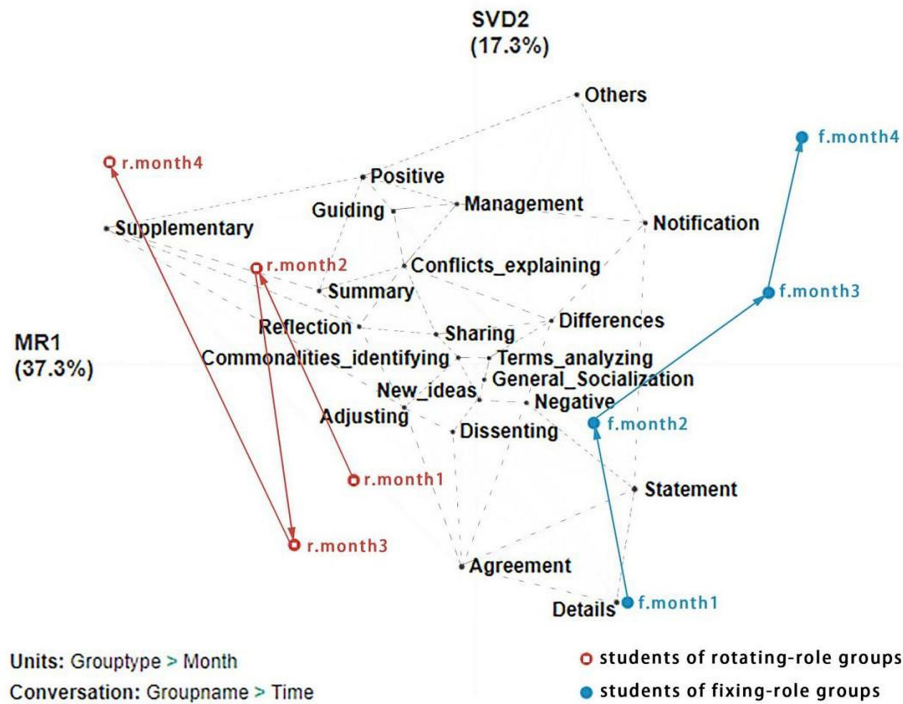 SVD2
(17.3%)
Others
f.month4
r.month4
Positive
Guiding
Management
Supplementary
Notification
r.month2
Conflicts_explaining
Summary
f.month3
Reflection
Sharing
Differences
MR1
(37.3%)
Commonalities_identifying
Terms_analyzing
General_Socialization
New_ideas
Negative
Adjusting
Dissenting
f.month2
r.month1
Statement
r.month3
Agreement
Details
f.month1
Units: Grouptype > Month
Conversation: Groupname > Time
students of rotating-role groups
students of fixing-role groups